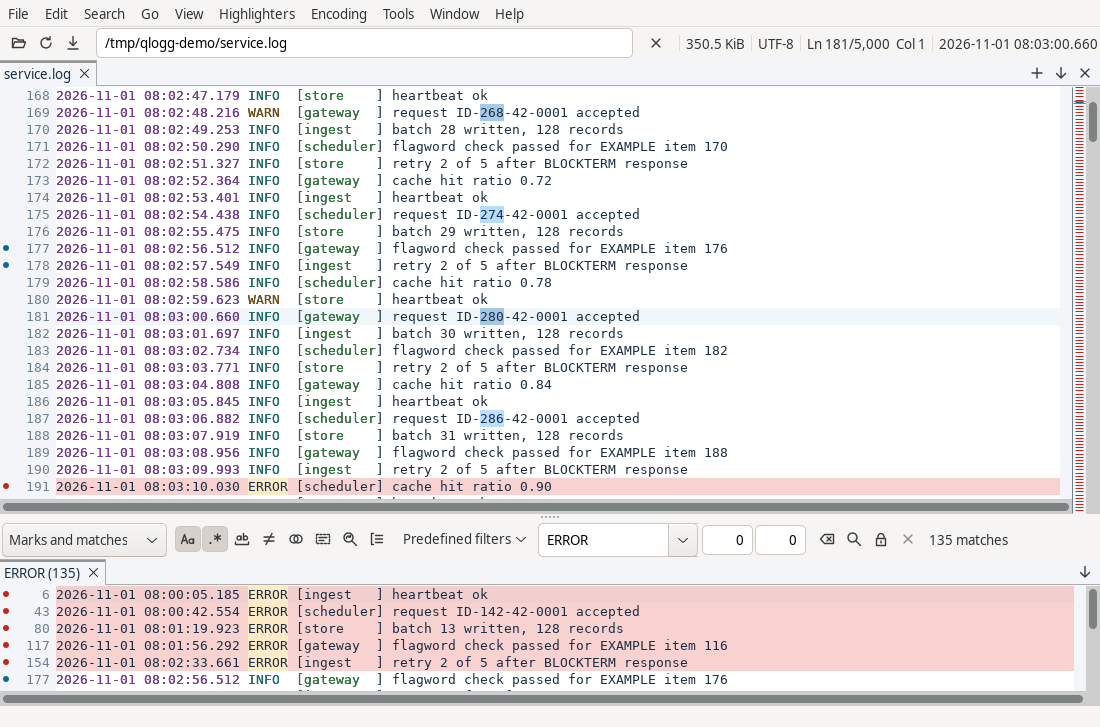 File Edit Search Go View Highlighters Encoding Tools Window Help
/tmp/qlogg-demo/service.log 350.5 KiB UTF-8 Ln 181/5,000 Col 1 2026-11-01 08:03:00.660
service.log
168 2026-11-01 08:02:47.179 INFO [store ] heartbeat ok
169 2026-11-01 08:02:48.216 WARN [gateway ] request ID-268-42-0001 accepted
170 2026-11-01 08:02:49.253 INFO [ingest ] batch 28 written, 128 records
171 2026-11-01 08:02:50.290 INFO [scheduler] flagword check passed for EXAMPLE item 170
172 2026-11-01 08:02:51.327 INFO [store ] retry 2 of 5 after BLOCKTERM response
173 2026-11-01 08:02:52.364 INFO [gateway ] cache hit ratio 0.72
174 2026-11-01 08:02:53.401 INFO [ingest ] heartbeat ok
175 2026-11-01 08:02:54.438 INFO [scheduler] request ID-274-42-0001 accepted
176 2026-11-01 08:02:55.475 INFO [store ] batch 29 written, 128 records
177 2026-11-01 08:02:56.512 INFO [gateway ] flagword check passed for EXAMPLE item 176
178 2026-11-01 08:02:57.549 INFO [ingest ] retry 2 of 5 after BLOCKTERM response
179 2026-11-01 08:02:58.586 INFO [scheduler] cache hit ratio 0.78
180 2026-11-01 08:02:59.623 WARN [store ] heartbeat ok
181 2026-11-01 08:03:00.660 INFO [gateway ] request ID-280-42-0001 accepted
182 2026-11-01 08:03:01.697 INFO [ingest ] batch 30 written, 128 records
183 2026-11-01 08:03:02.734 INFO [scheduler] flagword check passed for EXAMPLE item 182
184 2026-11-01 08:03:03.771 INFO [store ] retry 2 of 5 after BLOCKTERM response
185 2026-11-01 08:03:04.808 INFO [gateway ] cache hit ratio 0.84
186 2026-11-01 08:03:05.845 INFO [ingest ] heartbeat ok
187 2026-11-01 08:03:06.882 INFO [scheduler] request ID-286-42-0001 accepted
188 2026-11-01 08:03:07.919 INFO [store ] batch 31 written, 128 records
189 2026-11-01 08:03:08.956 INFO [gateway ] flagword check passed for EXAMPLE item 188
190 2026-11-01 08:03:09.993 INFO [ingest ] retry 2 of 5 after BLOCKTERM response
191 2026-11-01 08:03:10.030 ERROR [scheduler] cache hit ratio 0.90
Marks and matches Aa .* ab Predefined filters ERROR 0 0 135 matches
ERROR (135)
6 2026-11-01 08:00:05.185 ERROR [ingest ] heartbeat ok
43 2026-11-01 08:00:42.554 ERROR [scheduler] request ID-142-42-0001 accepted
80 2026-11-01 08:01:19.923 ERROR [store ] batch 13 written, 128 records
117 2026-11-01 08:01:56.292 ERROR [gateway ] flagword check passed for EXAMPLE item 116
154 2026-11-01 08:02:33.661 ERROR [ingest ] retry 2 of 5 after BLOCKTERM response
177 2026-11-01 08:02:56.512 INFO [gateway ] flagword check passed for EXAMPLE item 176